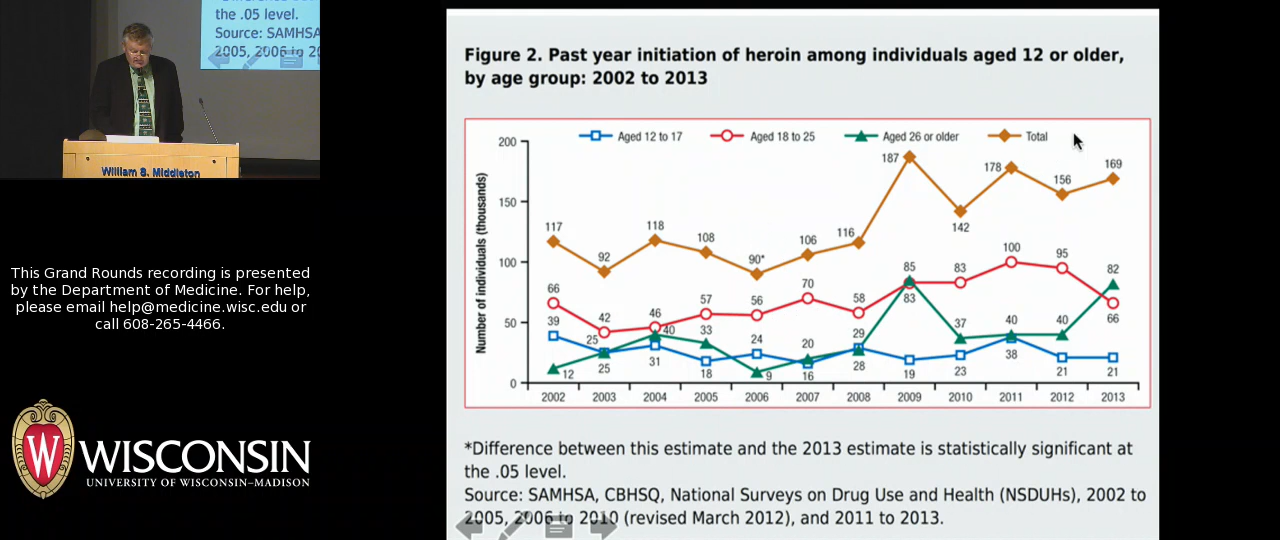 the .05 level.
Source: SAMHSA,
2005, 2006 to 20
William S. Middleton
This Grand Rounds recording is presented
by the Department of Medicine. For help,
please email help@medicine.wisc.edu or
call 608-265-4466.
W
WISCONSIN
UNIVERSITY OF WISCONSIN–MADISON
Figure 2. Past year initiation of heroin among individuals aged 12 or older,
by age group: 2002 to 2013
Aged 12 to 17 Aged 18 to 25 Aged 26 or older Total
Number of individuals (thousands)
200
150
100
50
0
117 92 118 108 90* 106 116 187 142 178 156 169
66 42 46 57 56 70 58 83 83 100 95 66
39 25 31 18 24 16 29 19 23 38 21 21
12 25 40 33 9 20 28 85 37 40 40 82
2002 2003 2004 2005 2006 2007 2008 2009 2010 2011 2012 2013
*Difference between this estimate and the 2013 estimate is statistically significant at
the .05 level.
Source: SAMHSA, CBHSQ, National Surveys on Drug Use and Health (NSDUHs), 2002 to
2005, 2006 to 2010 (revised March 2012), and 2011 to 2013.